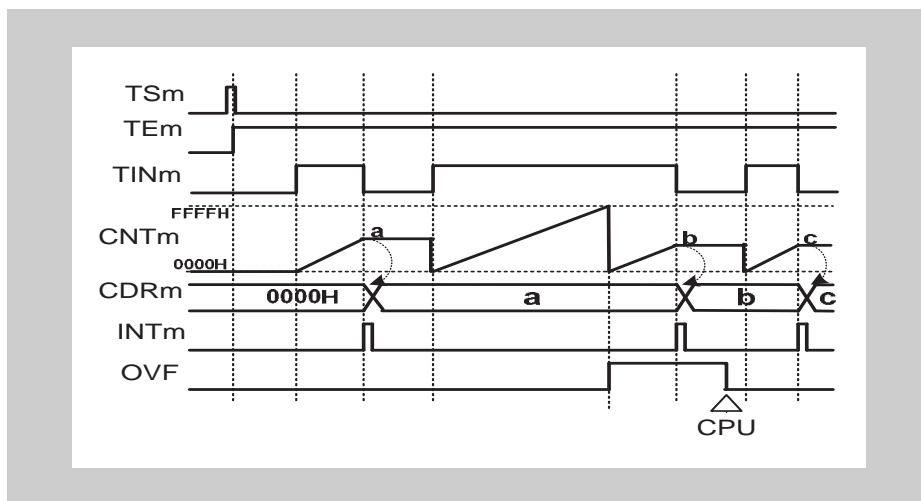 TSm
TEm
TINm
FFFFH
CNTm
a
b
c
0000H
CDRm
0000H
a
b
c
INTm
OVF
CPU